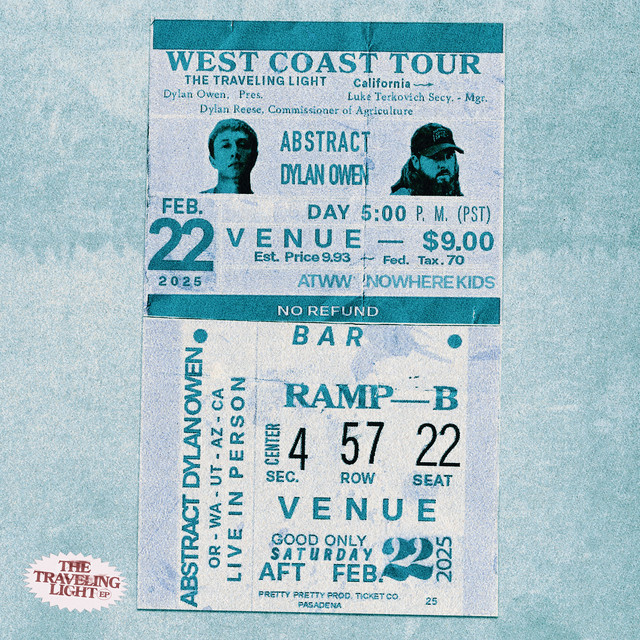 WEST COAST TOUR
THE TRAVELING LIGHT California
Dylan Owen, Pres. Luke Terkovich Secy. - Mgr.
Dylan Reese, Commissioner of Agriculture
ABSTRACT
DYLAN OWEN
FEB.
22
2025
DAY 5:00 P. M. (PST)
VENUE — $9.00
Est. Price 9.93 ~ Fed. Tax .70
ATWW NOWHERE KIDS
NO REFUND
BAR
ABSTRACT DYLAN OWEN
OR - WA - UT - AZ - CA
LIVE IN PERSON
RAMP—B
CENTER 4 57 22
SEC. ROW SEAT
VENUE
GOOD ONLY
SATURDAY
AFT FEB. 22 2025
PRETTY PRETTY PROD. TICKET CO.
PASADENA 25
THE
TRAVELING
LIGHT EP